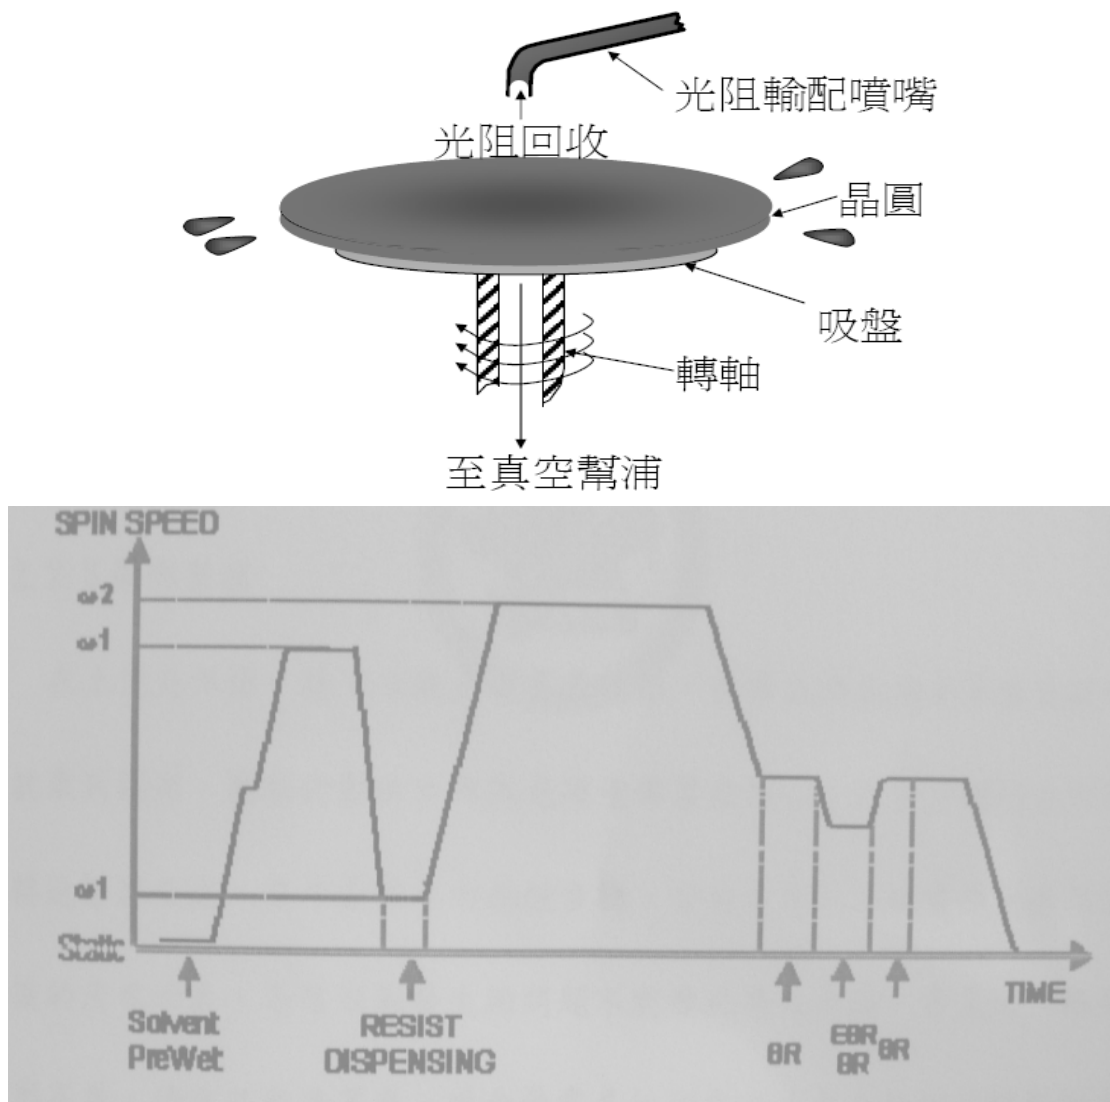 光阻輸配噴嘴
光阻回收
晶圓
吸盤
轉軸
至真空幫浦
SPIN SPEED
ω2
ω1
ω1
Static
TIME
Solvent
PreWet
RESIST
DISPENSING
BR
EBR
BR
BR